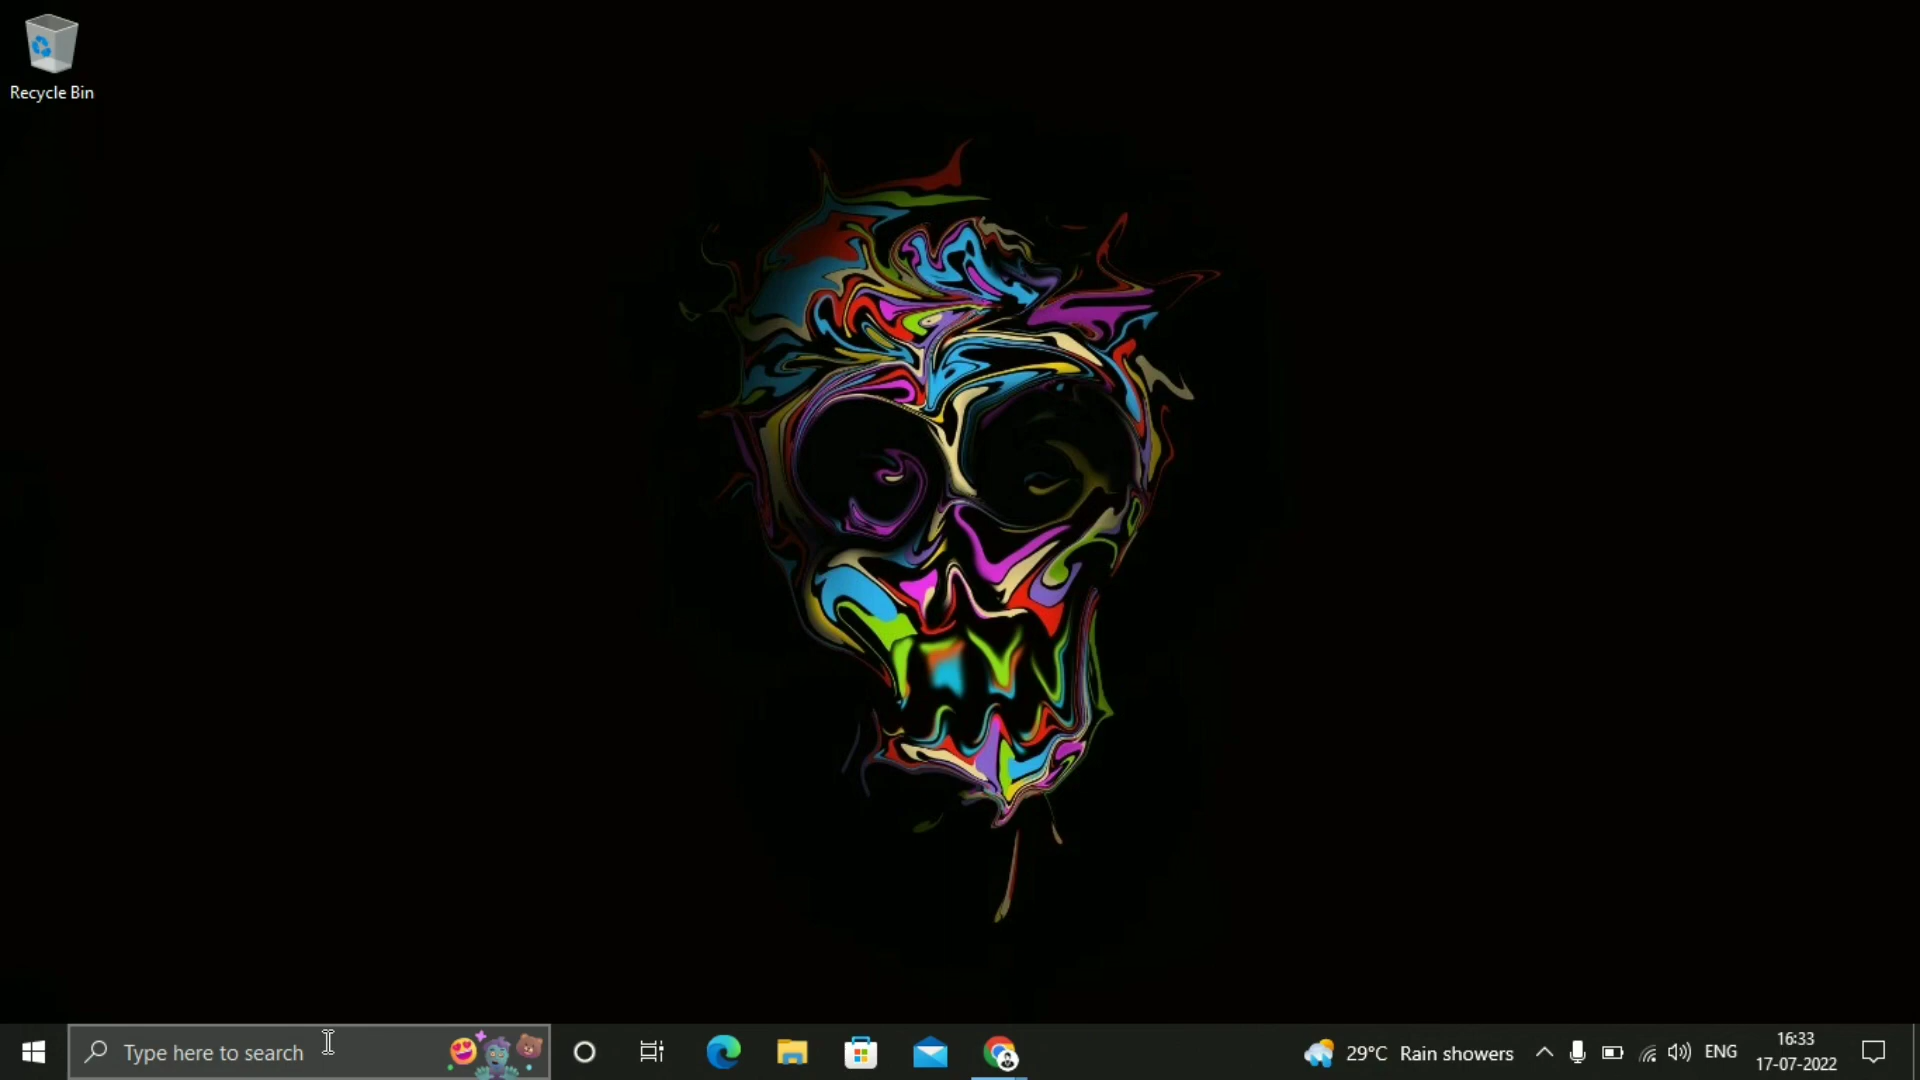 Recycle Bin
Type here to search
29°C Rain showers
ENG
16:33
17-07-2022